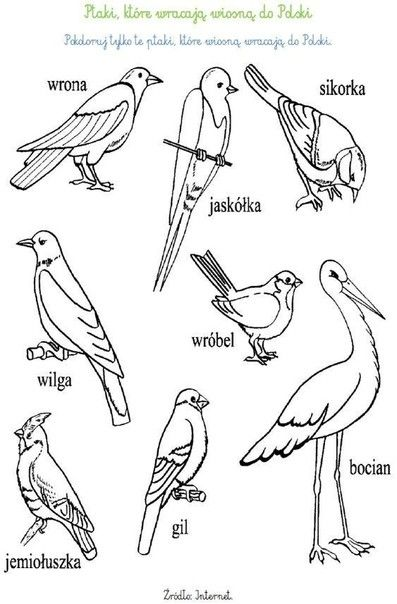 Ptaki, które wracają wiosną do Polski
Pokoloruj tylko te ptaki, które wiosną wracają do Polski.
wrona
sikorka
jaskółka
wróbel
wilga
bocian
gil
jemiołuszka
Źródło: Internet.